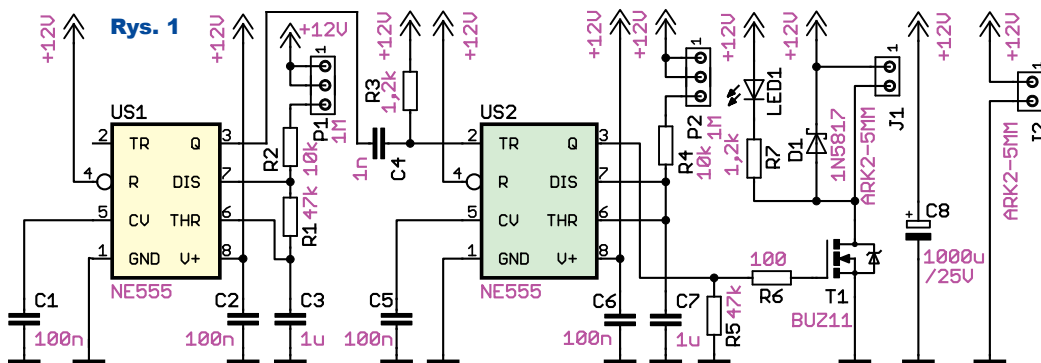 Rys. 1
+12V
+12V
+12V
+12V
+12V
+12V
+12V
+12V
+12V
+12V
+12V
US1
2 TR
4 R
5 CV
1 GND
Q 3
DIS 7
THR 6
V+ 8
NE555
C1
100n
C2
100n
C3
1u
R2
10k
R1
47k
P1
1M
1
R3
1,2k
C4
1n
US2
2 TR
4 R
5 CV
1 GND
Q 3
DIS 7
THR 6
V+ 8
NE555
C5
100n
C6
100n
C7
1u
R4
10k
P2
1M
1
R5
47k
R6
100
LED1
R7
1,2k
D1
1N5817
J1
1
ARK2-5MM
T1
BUZ11
+
C8
1000u
/25V
1
ARK2-5MM